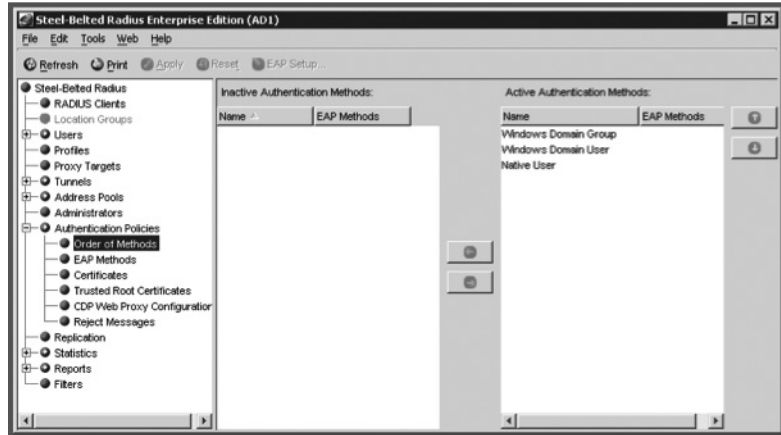 Steel-Belted Radius Enterprise Edition (AD1)
File Edit Tools Web Help
Refresh Print Apply Reset EAP Setup...
Steel-Belted Radius
RADIUS Clients
Location Groups
Users
Profiles
Proxy Targets
Tunnels
Address Pools
Administrators
Authentication Policies
Order of Methods
EAP Methods
Certificates
Trusted Root Certificates
CDP Web Proxy Configuration
Reject Messages
Replication
Statistics
Reports
Filters
Inactive Authentication Methods:
Name EAP Methods
Active Authentication Methods:
Name EAP Methods
Windows Domain Group
Windows Domain User
Native User